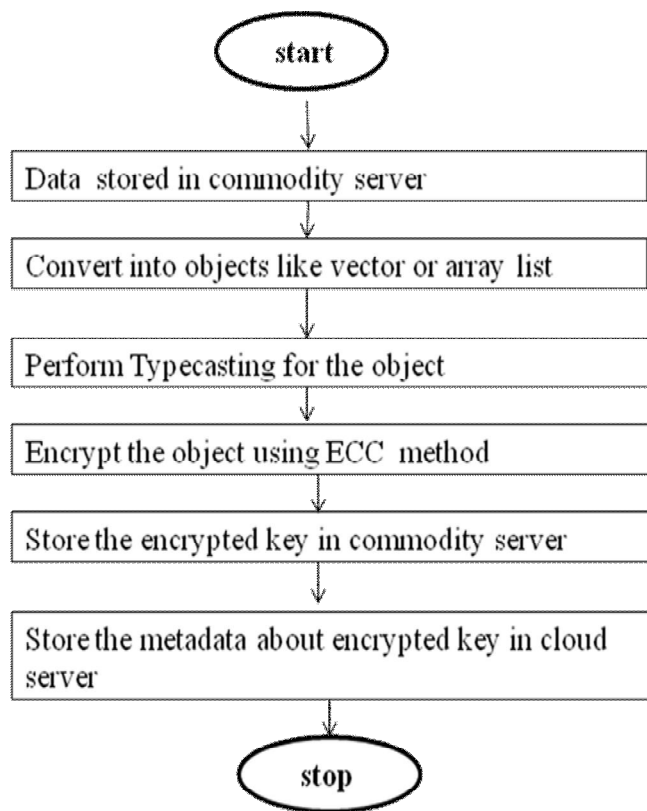 start
Data stored in commodity server
Convert into objects like vector or array list
Perform Typecasting for the object
Encrypt the object using ECC method
Store the encrypted key in commodity server
Store the metadata about encrypted key in cloud
server
stop